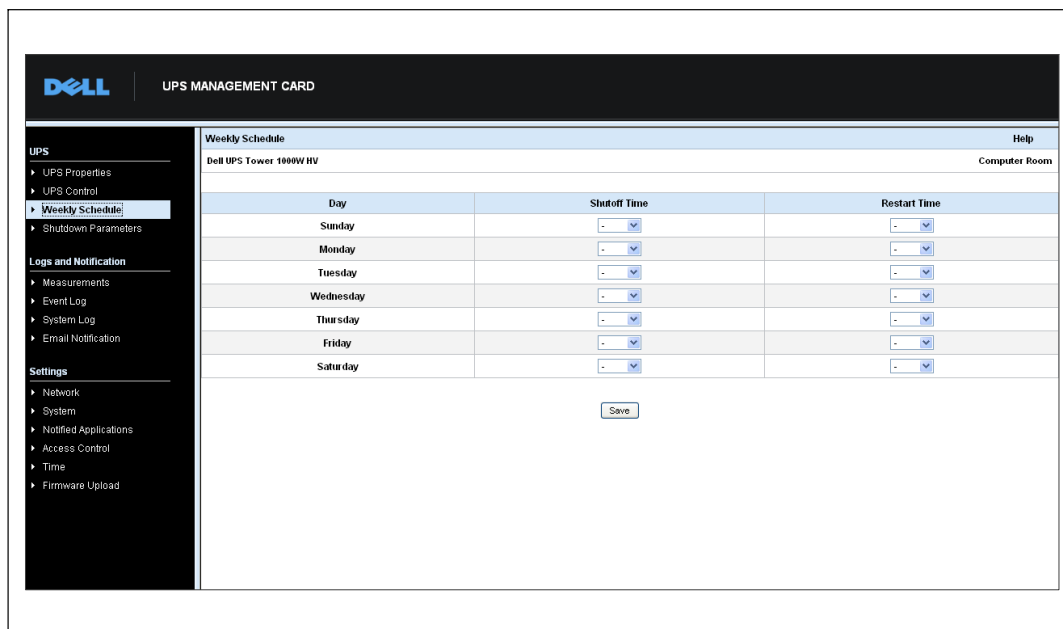 DELL
UPS MANAGEMENT CARD
UPS
UPS Properties
UPS Control
Weekly Schedule
Shutdown Parameters
Logs and Notification
Measurements
Event Log
System Log
Email Notification
Settings
Network
System
Notified Applications
Access Control
Time
Firmware Upload
Weekly Schedule Help
Dell UPS Tower 1000W HV Computer Room
Day Shutoff Time Restart Time
Sunday - -
Monday - -
Tuesday - -
Wednesday - -
Thursday - -
Friday - -
Saturday - -
Save